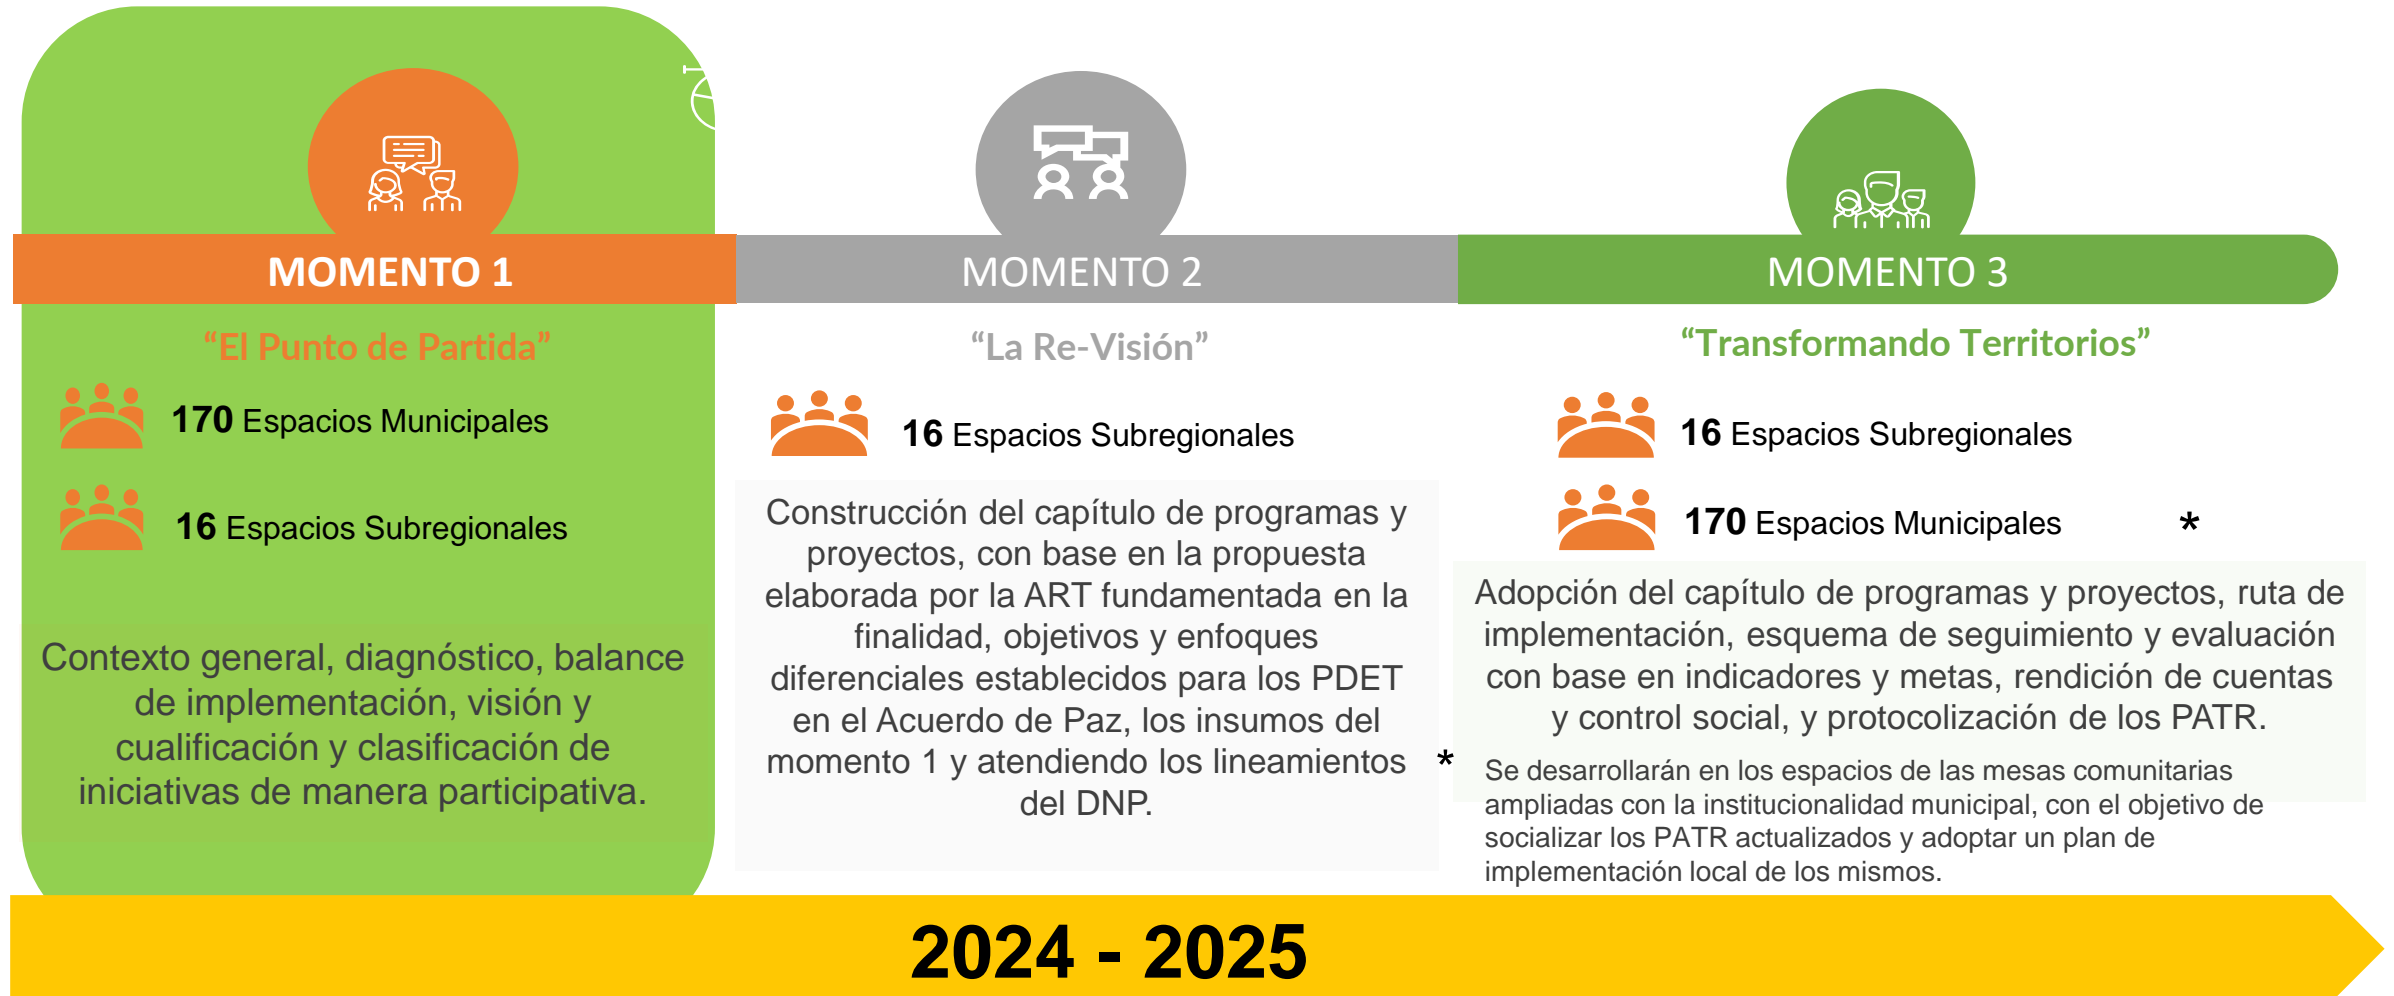 MOMENTO 1
“El Punto de Partida”
170 Espacios Municipales
16 Espacios Subregionales
Contexto general, diagnóstico, balance
de implementación, visión y
cualificación y clasificación de
iniciativas de manera participativa.
MOMENTO 2
“La Re-Visión”
16 Espacios Subregionales
Construcción del capítulo de programas y
proyectos, con base en la propuesta
elaborada por la ART fundamentada en la
finalidad, objetivos y enfoques
diferenciales establecidos para los PDET
en el Acuerdo de Paz, los insumos del
momento 1 y atendiendo los lineamientos
del DNP.
MOMENTO 3
“Transformando Territorios”
16 Espacios Subregionales
170 Espacios Municipales *
Adopción del capítulo de programas y proyectos, ruta de
implementación, esquema de seguimiento y evaluación
con base en indicadores y metas, rendición de cuentas
y control social, y protocolización de los PATR.
* Se desarrollarán en los espacios de las mesas comunitarias
ampliadas con la institucionalidad municipal, con el objetivo de
socializar los PATR actualizados y adoptar un plan de
implementación local de los mismos.
2024 - 2025